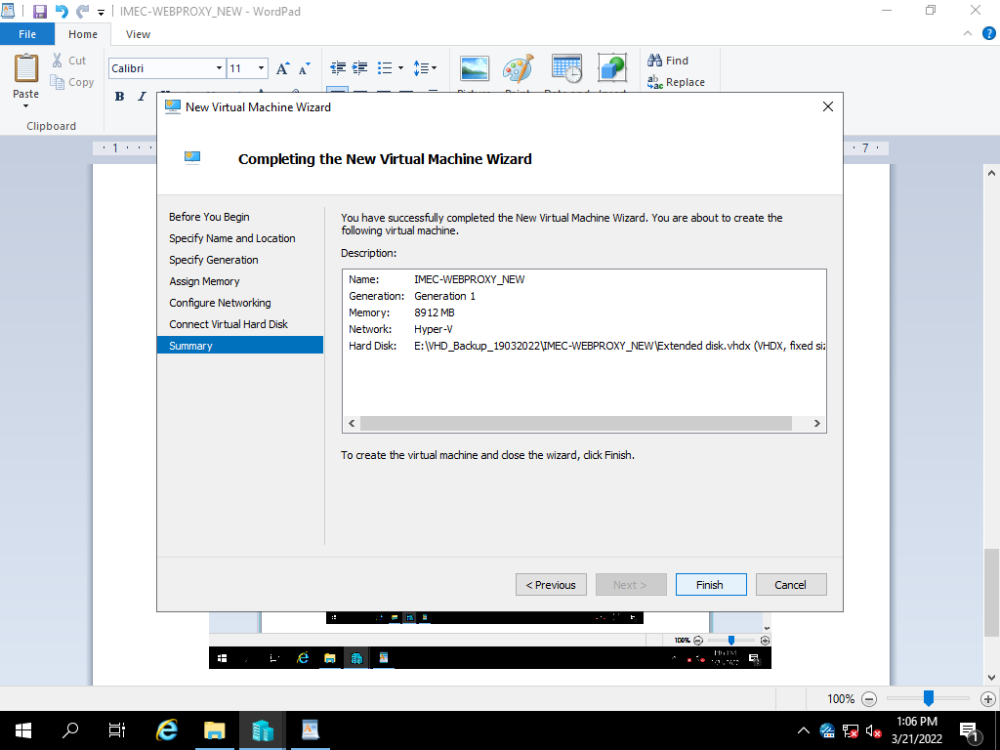 IMEC-WEBPROXY_NEW - WordPad
File Home View
Cut
Calibri 11
Find
Paste
Copy
Replace
B I
Clipboard
New Virtual Machine Wizard
1 7
Completing the New Virtual Machine Wizard
Before You Begin
Specify Name and Location
Specify Generation
Assign Memory
Configure Networking
Connect Virtual Hard Disk
Summary
You have successfully completed the New Virtual Machine Wizard. You are about to create the
following virtual machine.
Description:
Name: IMEC-WEBPROXY_NEW
Generation: Generation 1
Memory: 8912 MB
Network: Hyper-V
Hard Disk: E:\VHD_Backup_19032022\IMEC-WEBPROXY_NEW\Extended disk.vhdx (VHDX, fixed siz
To create the virtual machine and close the wizard, click Finish.
< Previous Next > Finish Cancel
100%
100%
1:06 PM
3/21/2022
1